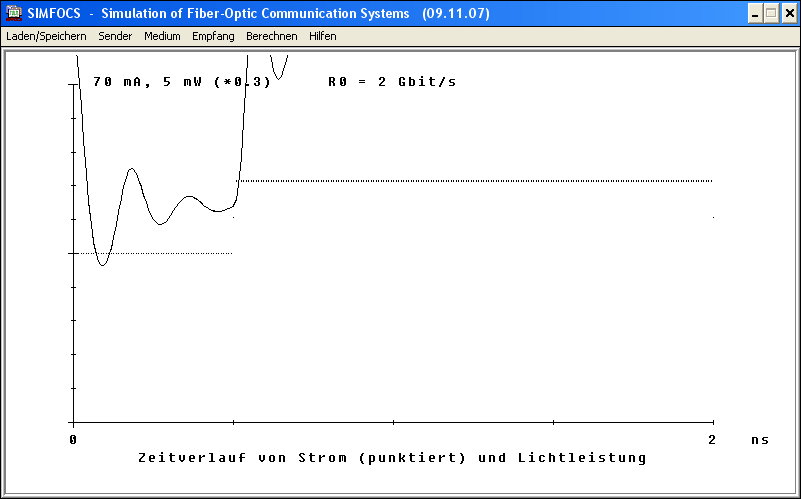 SIMFOCS - Simulation of Fiber-Optic Communication Systems (09.11.07)
Laden/Speichern Sender Medium Empfang Berechnen Hilfen
70 mA, 5 mW (*0.3) R0 = 2 Gbit/s
0 2 ns
Zeitverlauf von Strom (punktiert) und Lichtleistung